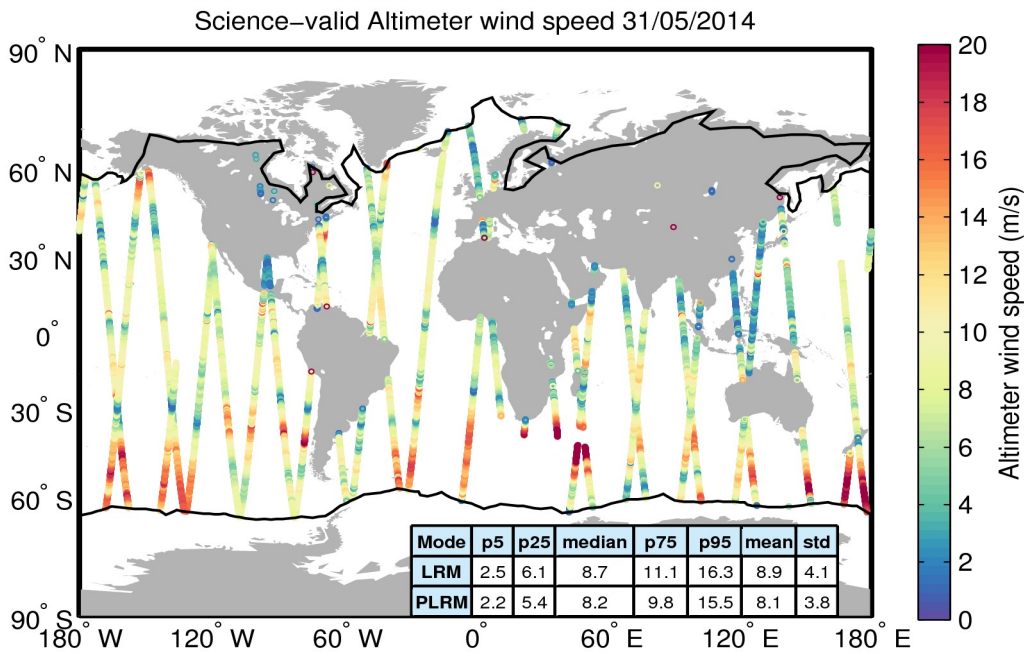 Science-valid Altimeter wind speed 31/05/2014
90° N
60° N
30° N
0°
30° S
60° S
90° S
180° W
120° W
60° W
0°
60° E
120° E
180° E
Mode p5 p25 median p75 p95 mean std
LRM 2.5 6.1 8.7 11.1 16.3 8.9 4.1
PLRM 2.2 5.4 8.2 9.8 15.5 8.1 3.8
20
18
16
14
12
10
8
6
4
2
0
Altimeter wind speed (m/s)